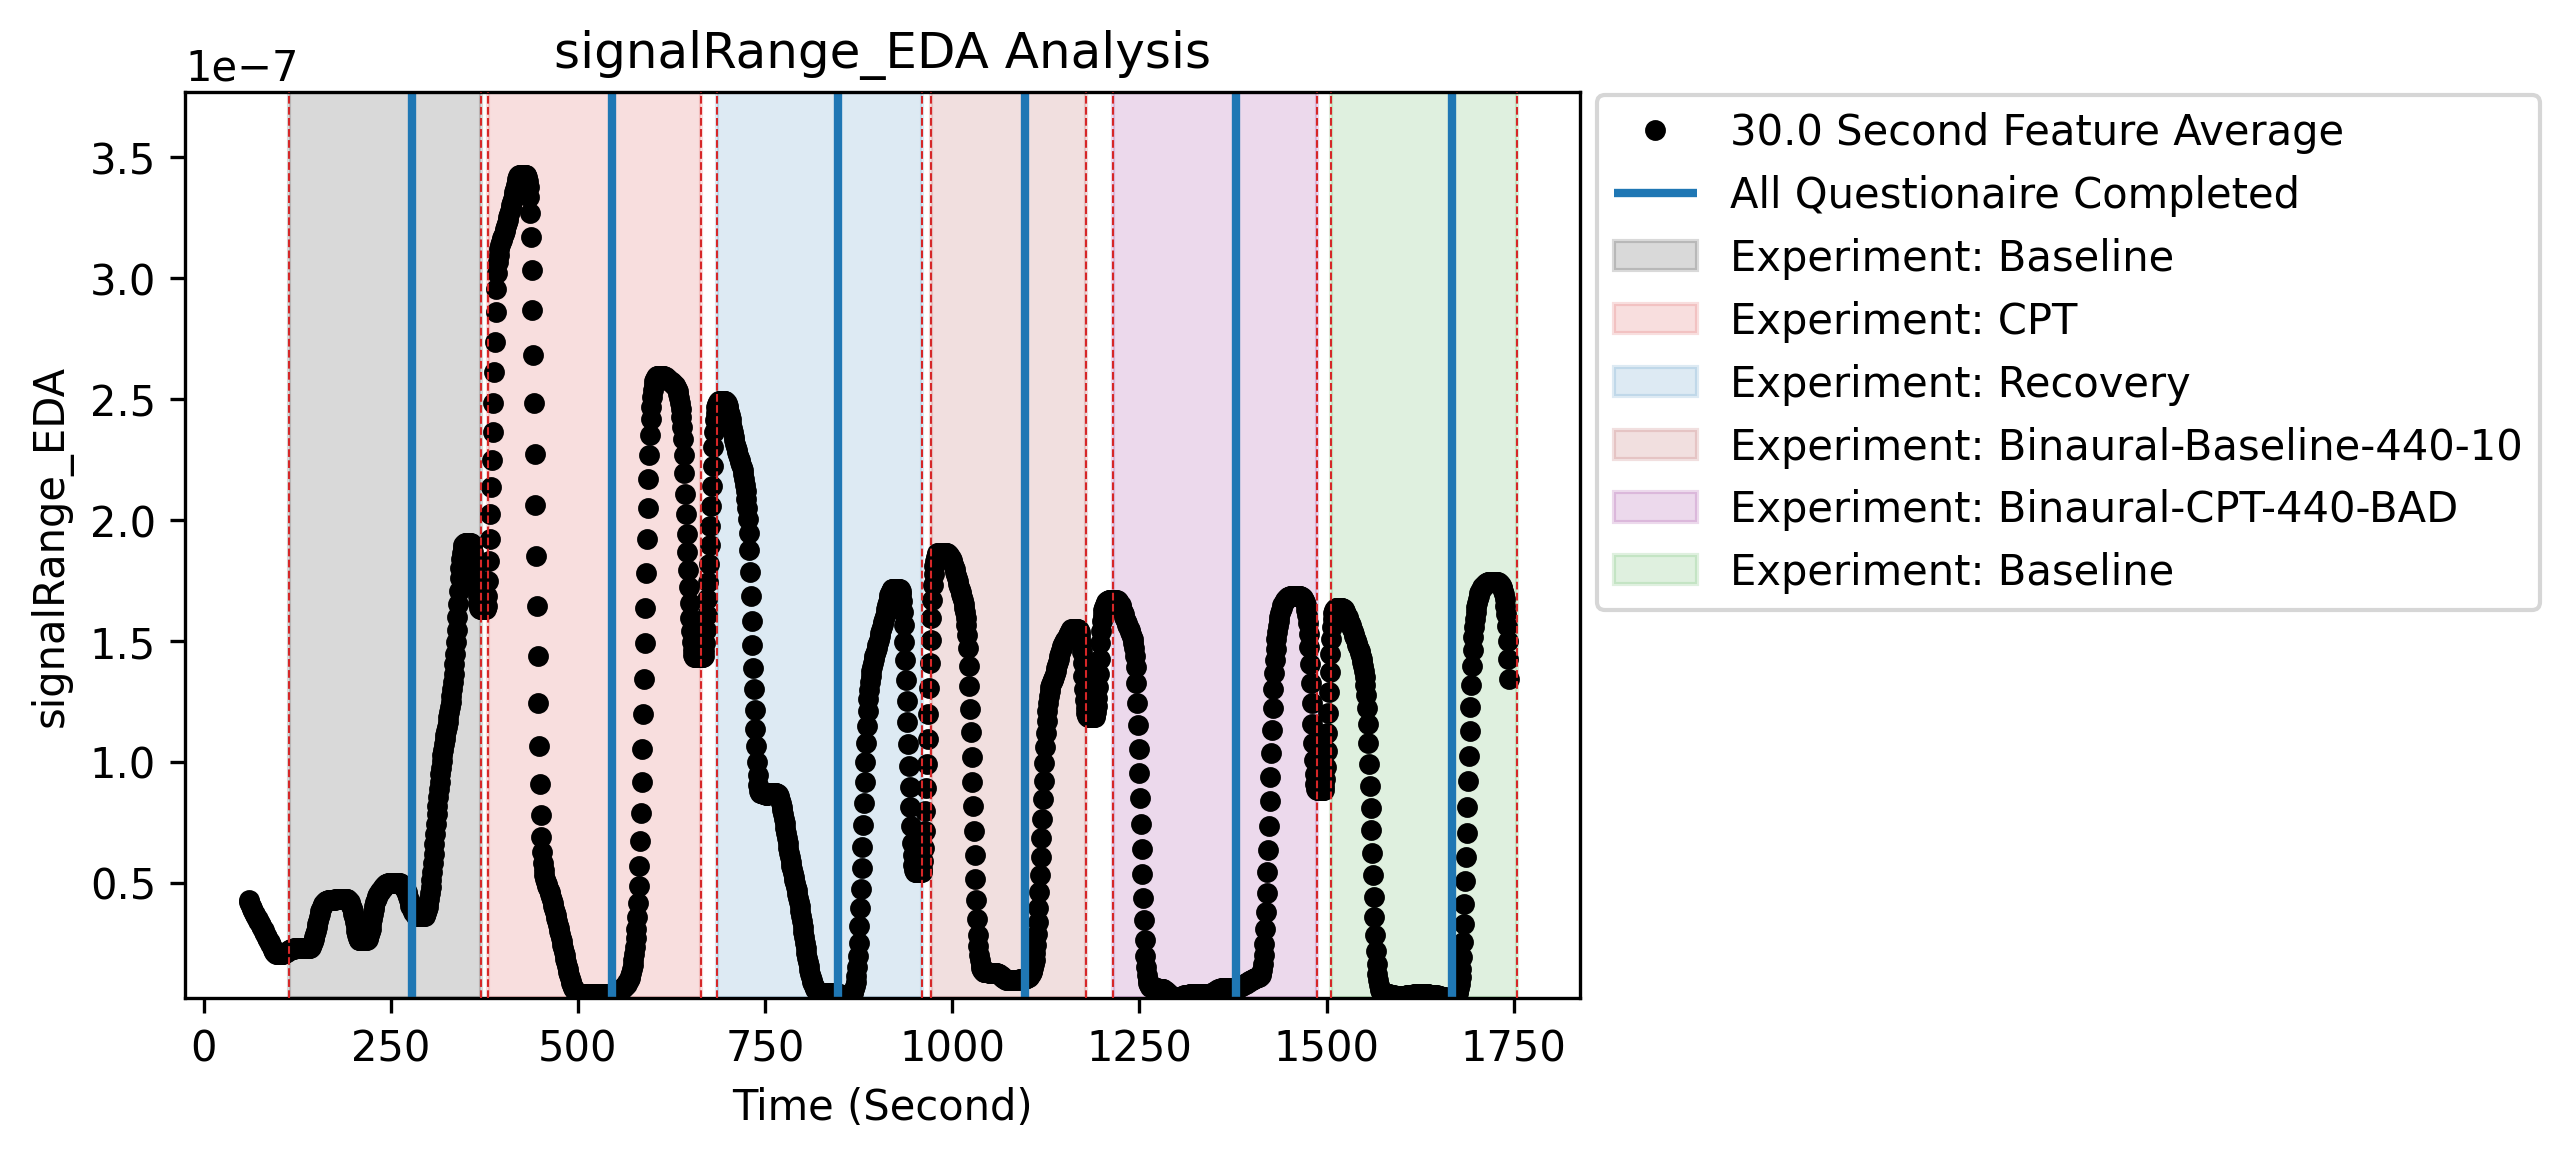 signalRange_EDA Analysis
1e−7
3.5
3.0
2.5
2.0
1.5
1.0
0.5
signalRange_EDA
0 250 500 750 1000 1250 1500 1750
Time (Second)
30.0 Second Feature Average
All Questionaire Completed
Experiment: Baseline
Experiment: CPT
Experiment: Recovery
Experiment: Binaural-Baseline-440-10
Experiment: Binaural-CPT-440-BAD
Experiment: Baseline